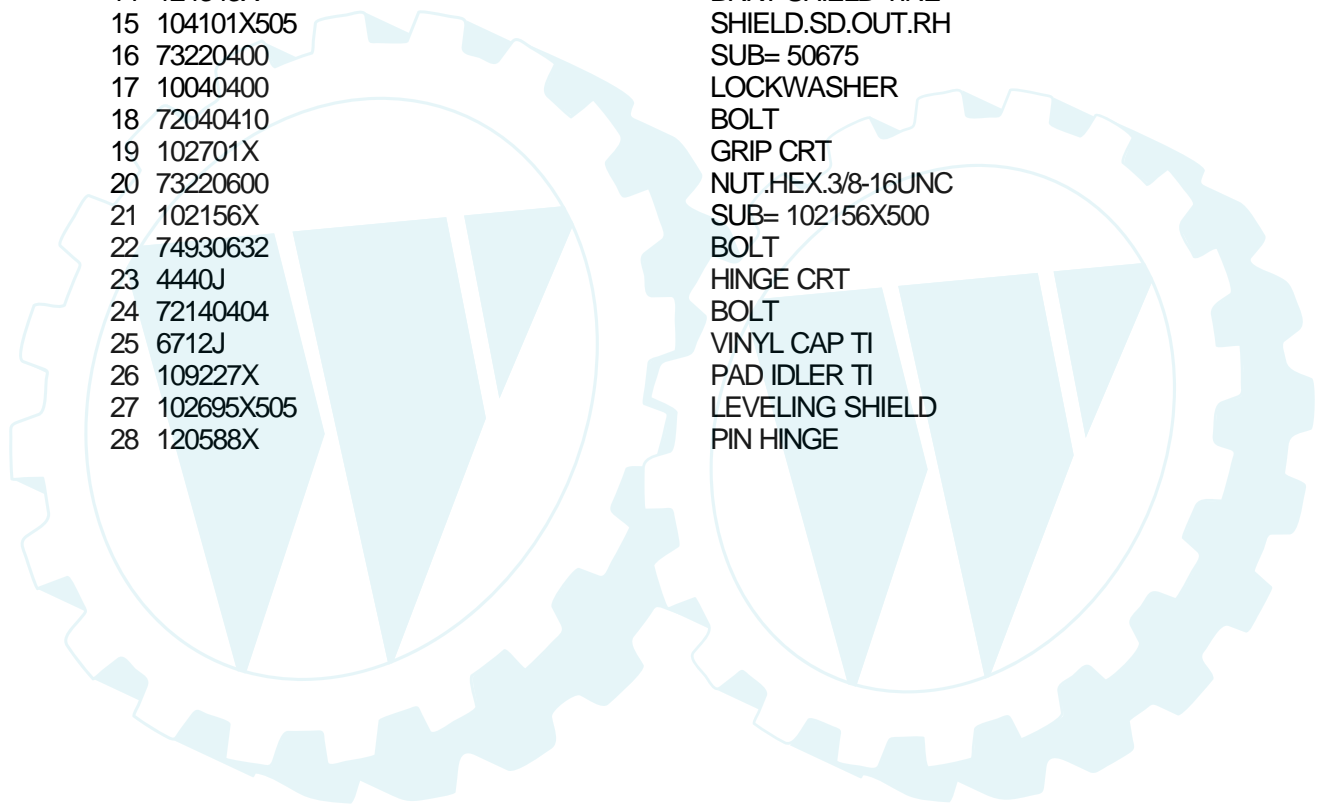 15 104101X505 SHIELD.SD.OUT.RH
16 73220400 SUB= 50675
17 10040400 LOCKWASHER
18 72040410 BOLT
19 102701X GRIP CRT
20 73220600 NUT.HEX.3/8-16UNC
21 102156X SUB= 102156X500
22 74930632 BOLT
23 4440J HINGE CRT
24 72140404 BOLT
25 6712J VINYL CAP TI
26 109227X PAD IDLER TI
27 102695X505 LEVELING SHIELD
28 120588X PIN HINGE